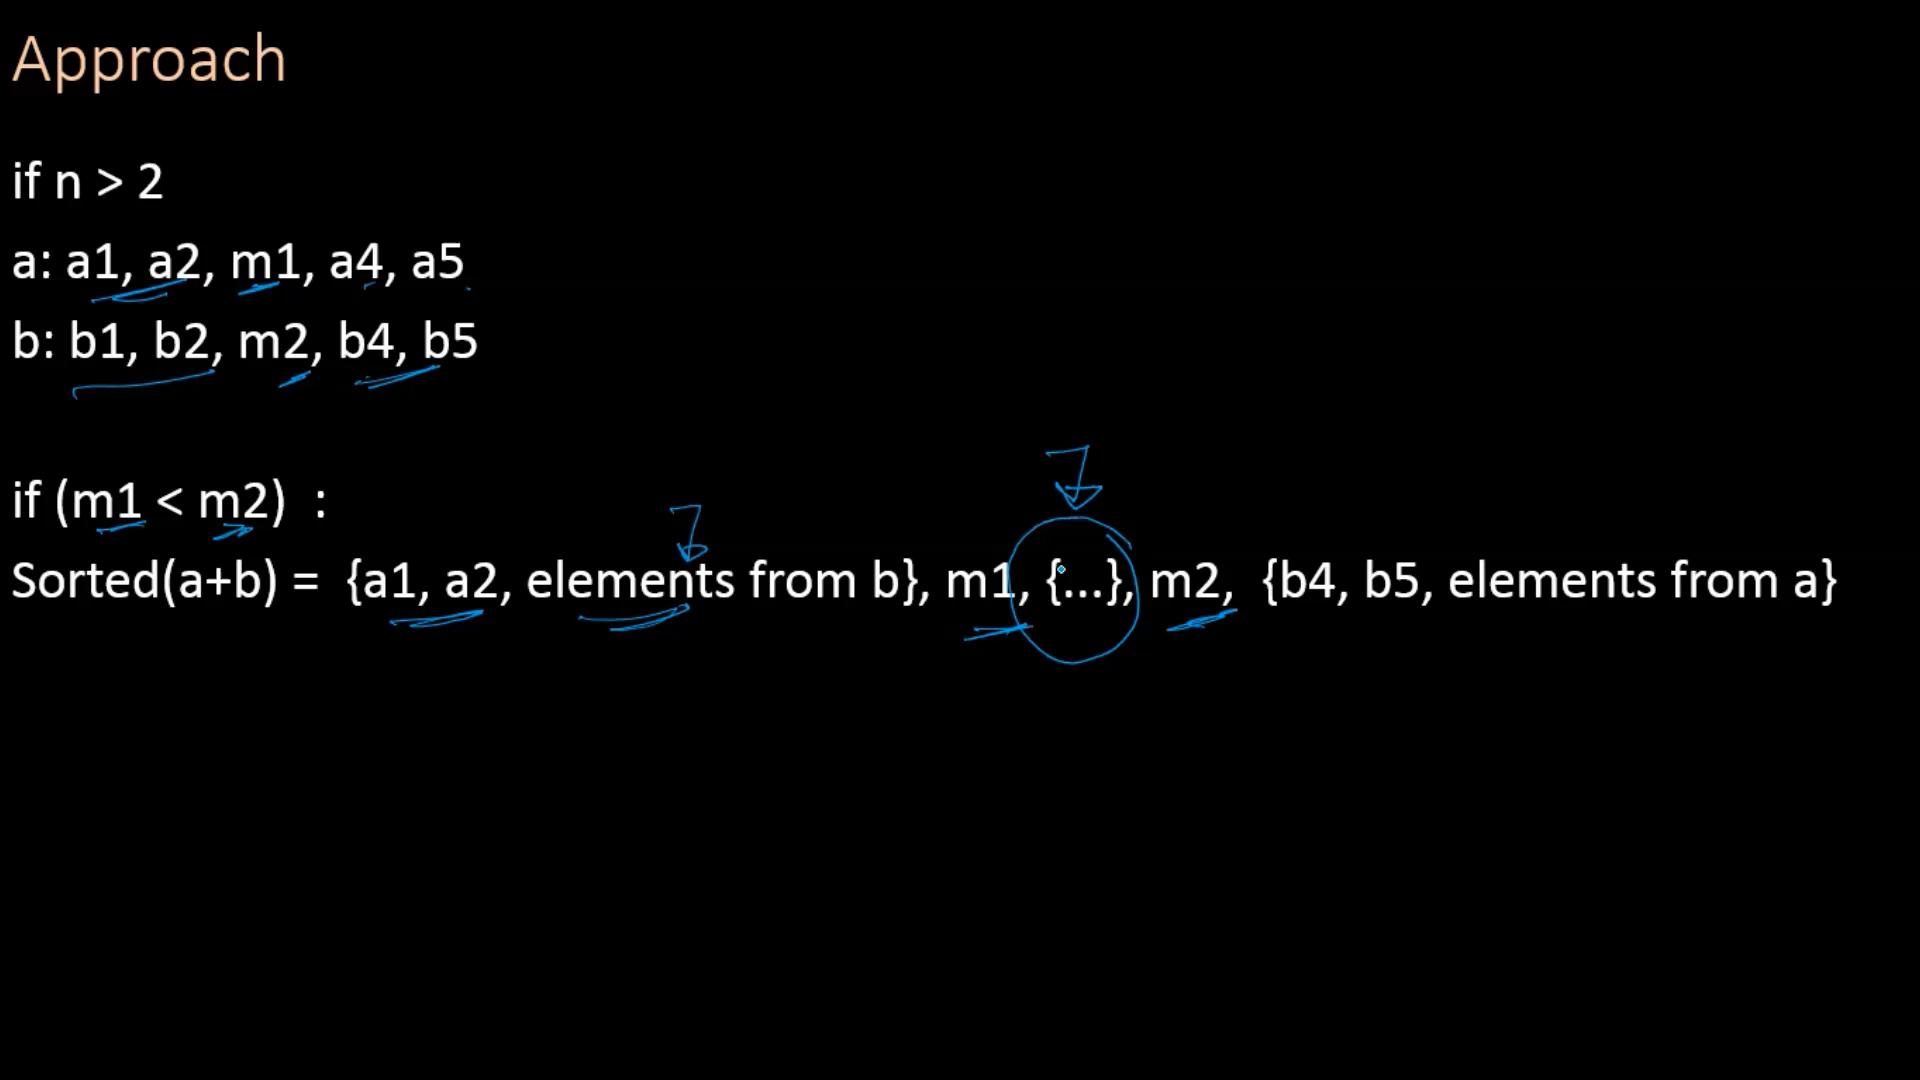 Approach
if n > 2
a: a1, a2, m1, a4, a5
b: b1, b2, m2, b4, b5
if (m1 < m2)  :
Sorted(a+b) =  {a1, a2, elements from b}, m1, {...}, m2,  {b4, b5, elements from a}